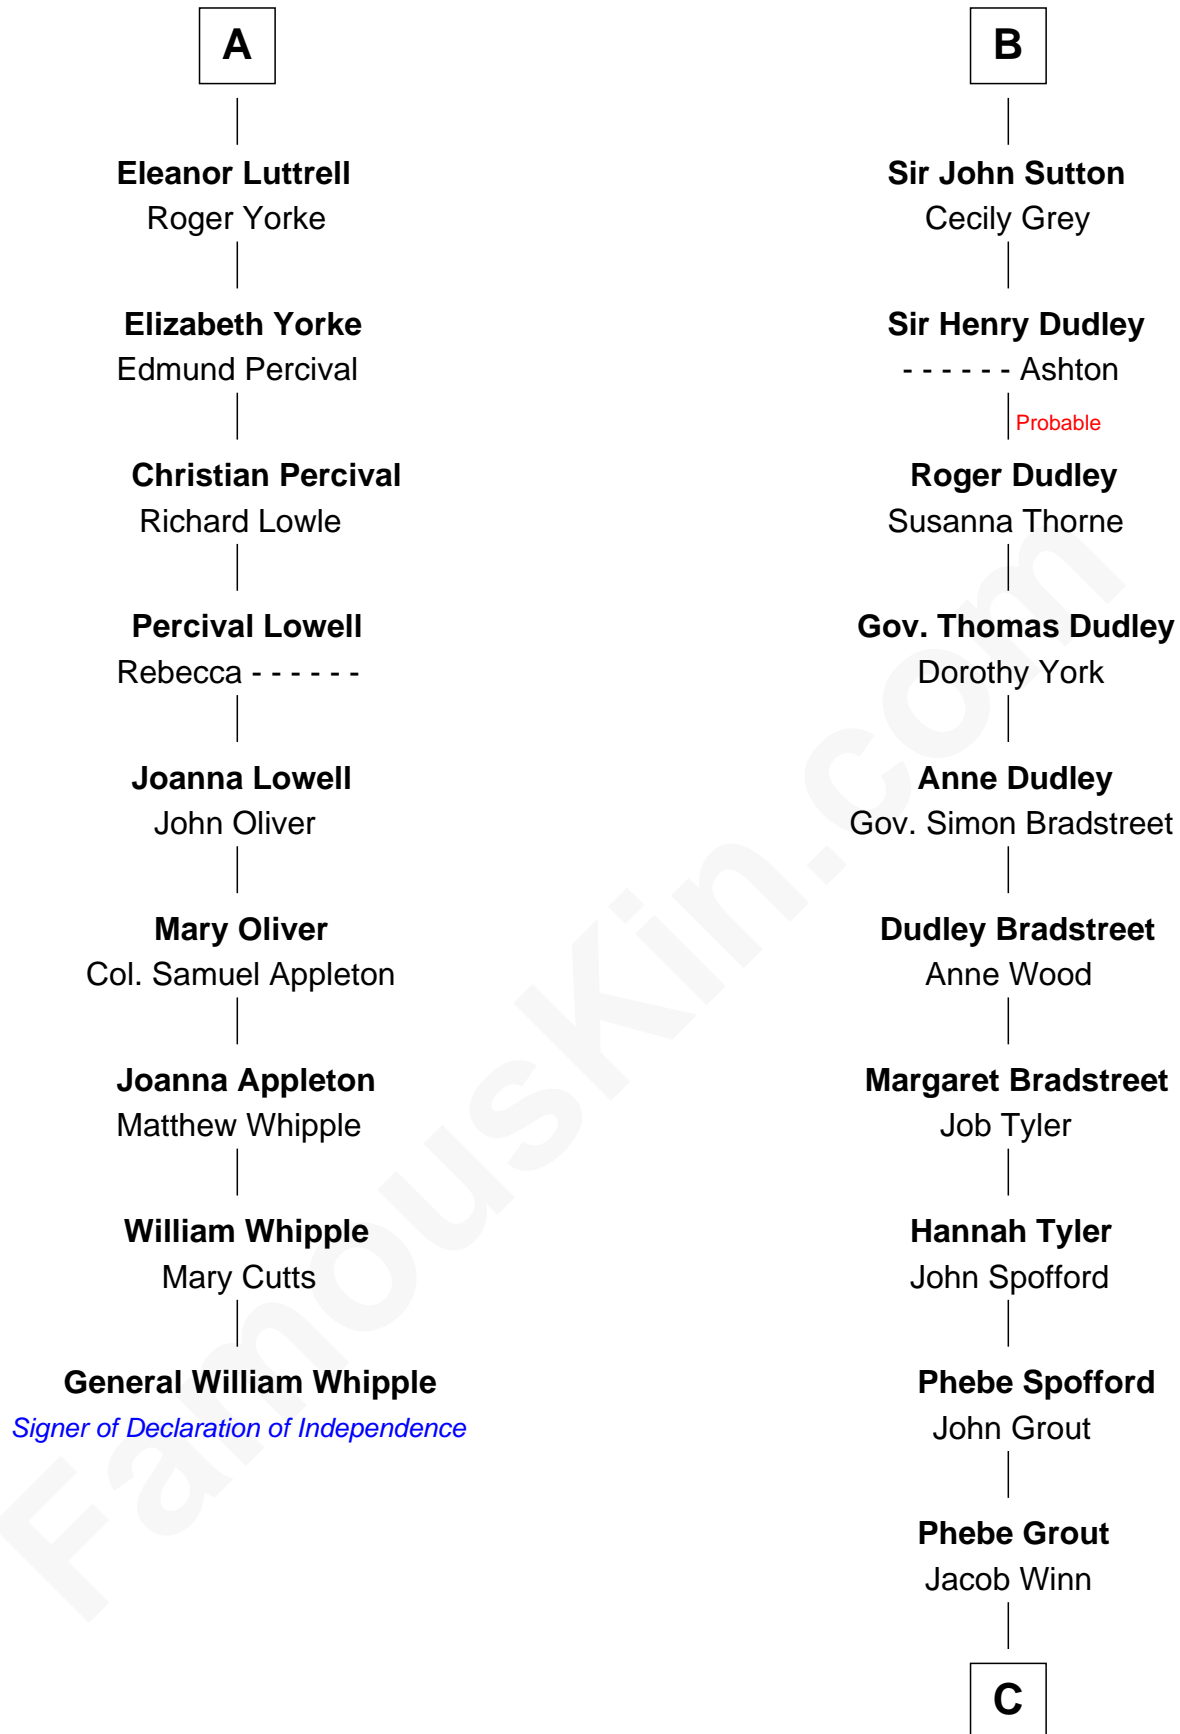 A
Eleanor Luttrell
Roger Yorke
Elizabeth Yorke
Edmund Percival
Christian Percival
Richard Lowle
Percival Lowell
Rebecca - - - - - -
Joanna Lowell
John Oliver
Mary Oliver
Col. Samuel Appleton
Joanna Appleton
Matthew Whipple
William Whipple
Mary Cutts
General William Whipple
Signer of Declaration of Independence
B
Sir John Sutton
Cecily Grey
Sir Henry Dudley
- - - - - - Ashton
Probable
Roger Dudley
Susanna Thorne
Gov. Thomas Dudley
Dorothy York
Anne Dudley
Gov. Simon Bradstreet
Dudley Bradstreet
Anne Wood
Margaret Bradstreet
Job Tyler
Hannah Tyler
John Spofford
Phebe Spofford
John Grout
Phebe Grout
Jacob Winn
C
FamousKin.com